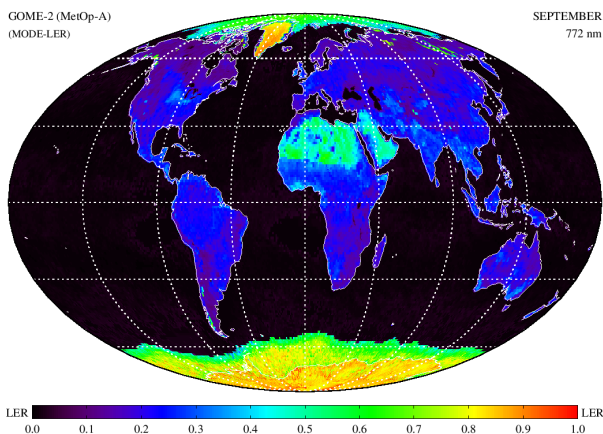 GOME-2 (MetOp-A)
SEPTEMBER
(MODE-LER)
772 nm
LER
LER
0.0 0.1 0.2 0.3 0.4 0.5 0.6 0.7 0.8 0.9 1.0